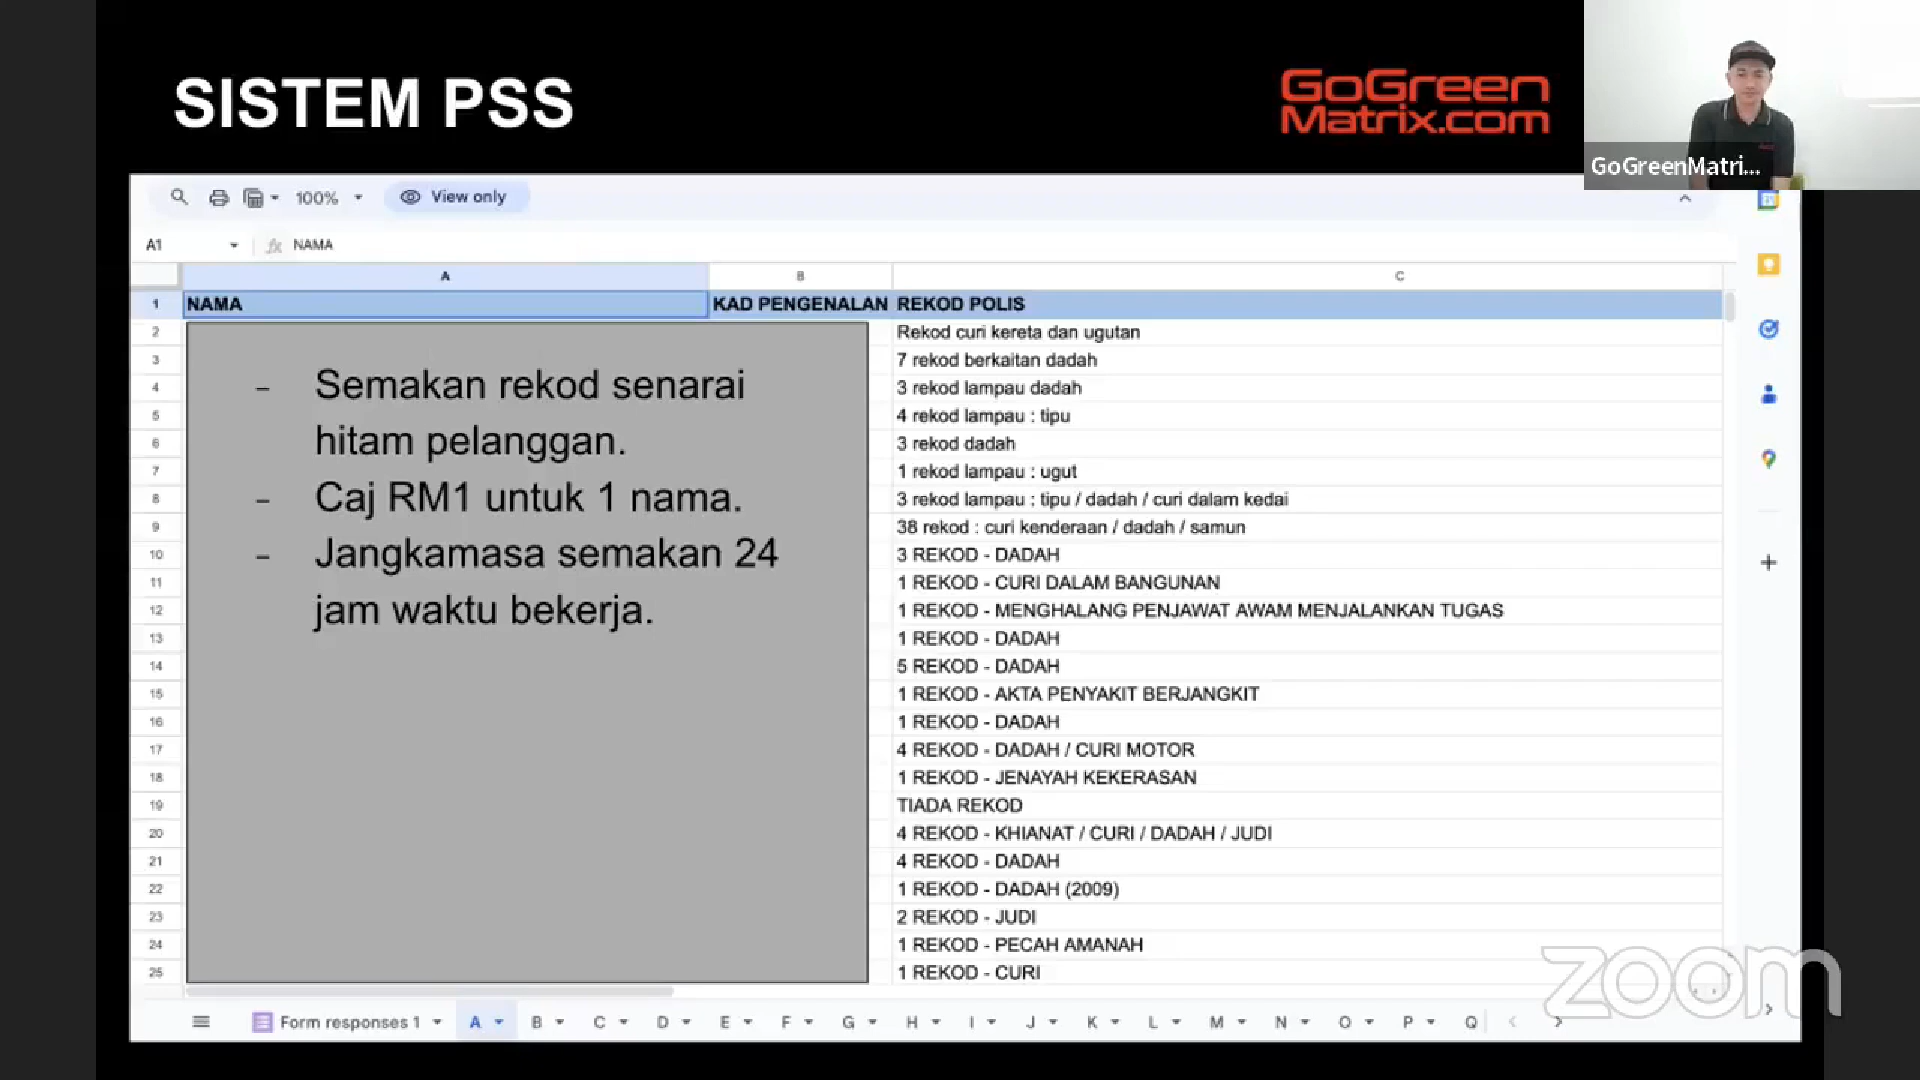 SISTEM PSS
GoGreen
Matrix.com
GoGreenMatri...
100%
View only
A1
fx
NAMA
A
B
C
1 NAMA KAD PENGENALAN REKOD POLIS
2 Rekod curi kereta dan ugutan
3 7 rekod berkaitan dadah
4 3 rekod lampau dadah
5 4 rekod lampau : tipu
6 3 rekod dadah
7 1 rekod lampau : ugut
8 3 rekod lampau : tipu / dadah / curi dalam kedai
9 38 rekod : curi kenderaan / dadah / samun
10 3 REKOD - DADAH
11 1 REKOD - CURI DALAM BANGUNAN
12 1 REKOD - MENGHALANG PENJAWAT AWAM MENJALANKAN TUGAS
13 1 REKOD - DADAH
14 5 REKOD - DADAH
15 1 REKOD - AKTA PENYAKIT BERJANGKIT
16 1 REKOD - DADAH
17 4 REKOD - DADAH / CURI MOTOR
18 1 REKOD - JENAYAH KEKERASAN
19 TIADA REKOD
20 4 REKOD - KHIANAT / CURI / DADAH / JUDI
21 4 REKOD - DADAH
22 1 REKOD - DADAH (2009)
23 2 REKOD - JUDI
24 1 REKOD - PECAH AMANAH
25 1 REKOD - CURI
- Semakan rekod senarai
hitam pelanggan.
- Caj RM1 untuk 1 nama.
- Jangkamasa semakan 24
jam waktu bekerja.
Form responses 1 A B C D E F G H I J K L M N O P Q
zoom